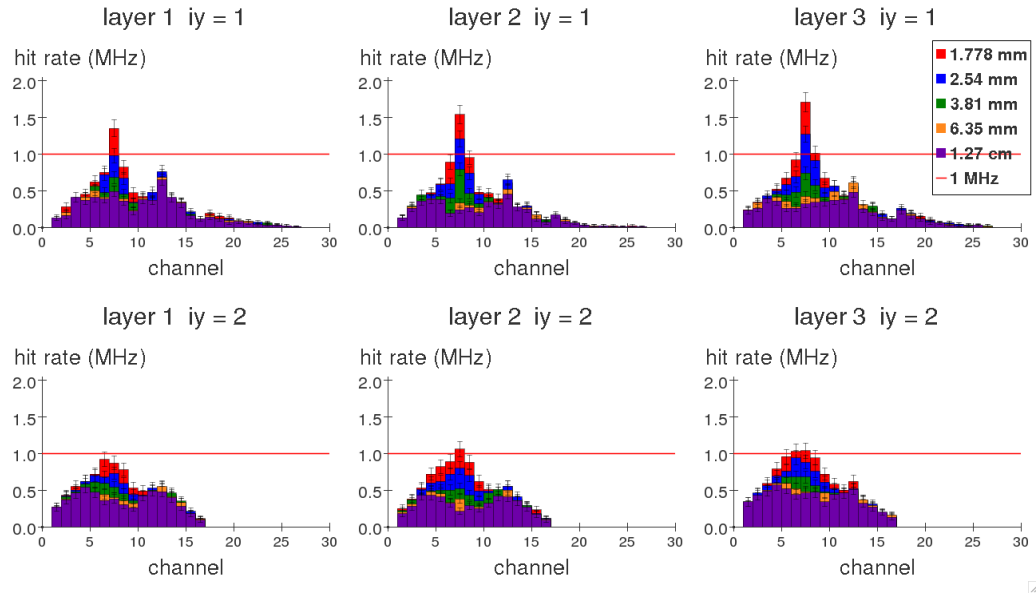 layer 1 iy = 1
hit rate (MHz)
2.0
1.5
1.0
0.5
0.0
0 5 10 15 20 25 30
channel
layer 2 iy = 1
hit rate (MHz)
2.0
1.5
1.0
0.5
0.0
0 5 10 15 20 25 30
channel
layer 3 iy = 1
hit rate (MHz)
2.0
1.5
1.0
0.5
0.0
0 5 10 15 20 25 30
channel
1.778 mm
2.54 mm
3.81 mm
6.35 mm
1.27 cm
1 MHz
layer 1 iy = 2
hit rate (MHz)
2.0
1.5
1.0
0.5
0.0
0 5 10 15 20 25 30
channel
layer 2 iy = 2
hit rate (MHz)
2.0
1.5
1.0
0.5
0.0
0 5 10 15 20 25 30
channel
layer 3 iy = 2
hit rate (MHz)
2.0
1.5
1.0
0.5
0.0
0 5 10 15 20 25 30
channel